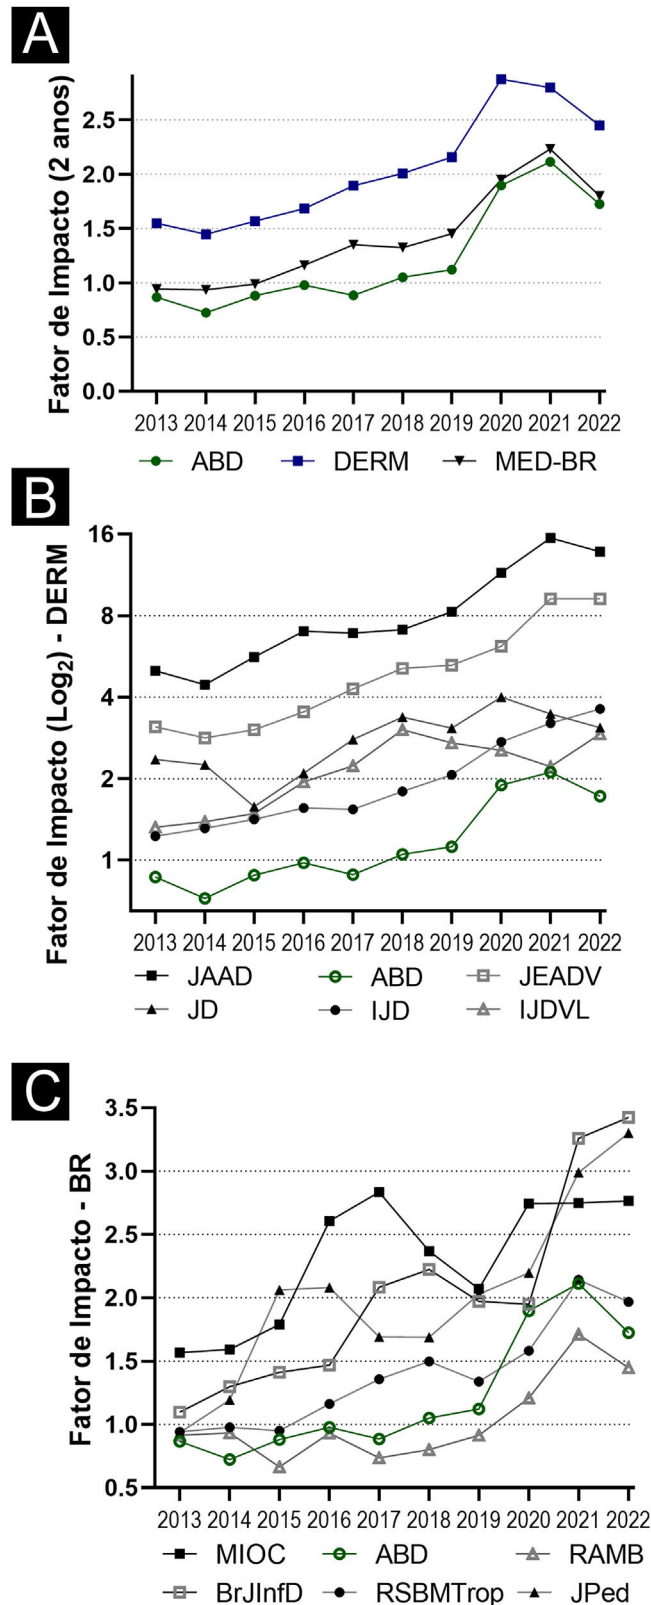 A
Fator de Impacto (2 anos)
2.5
2.0
1.5
1.0
0.5
0.0
2013 2014 2015 2016 2017 2018 2019 2020 2021 2022
ABD DERM MED-BR
B
Fator de Impacto (Log2) - DERM
16
8
4
2
1
2013 2014 2015 2016 2017 2018 2019 2020 2021 2022
JAAD ABD JEADV
JD IJD IJDVL
C
Fator de Impacto - BR
3.5
3.0
2.5
2.0
1.5
1.0
0.5
2013 2014 2015 2016 2017 2018 2019 2020 2021 2022
MIOC ABD RAMB
BrJInfD RSBMTrop JPed